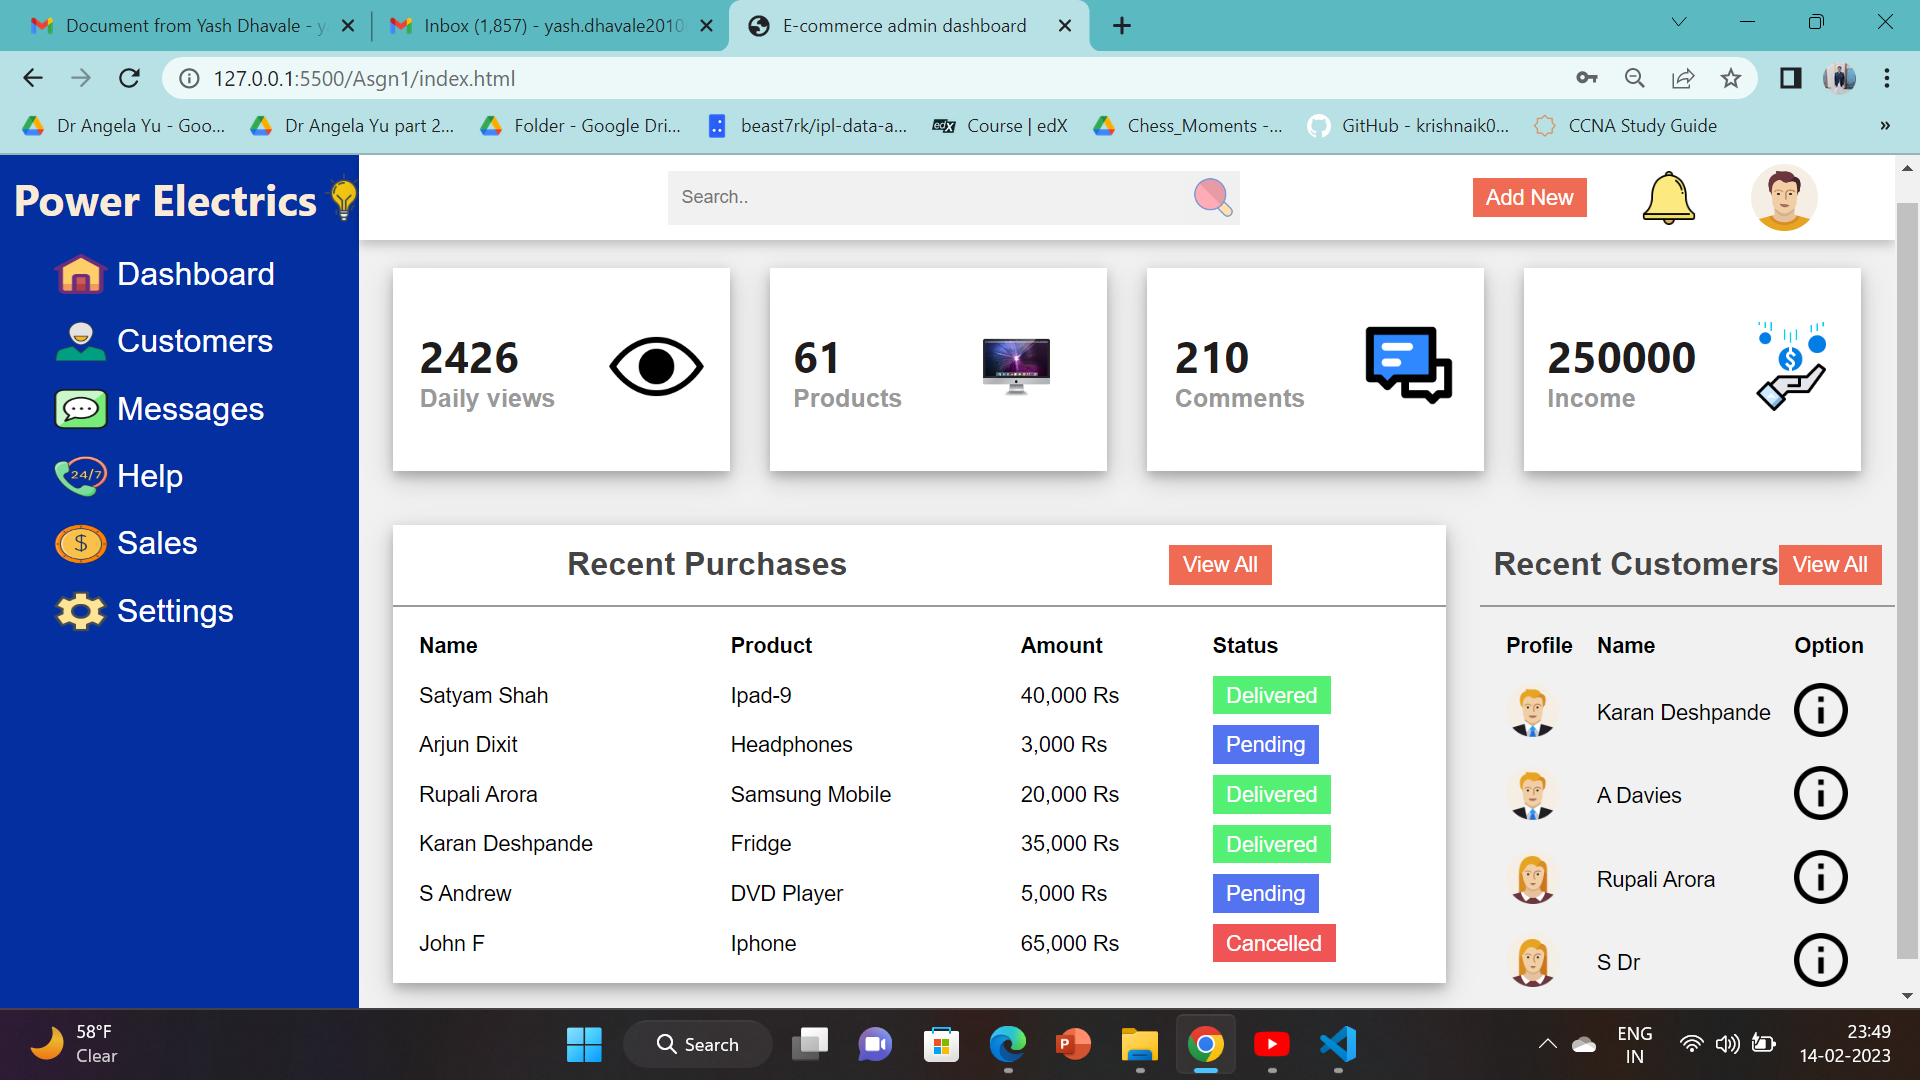 Document from Yash Dhavale - y
Inbox (1,857) - yash.dhavale2010
E-commerce admin dashboard
127.0.0.1:5500/Asgn1/index.html
Dr Angela Yu - Goo...
Dr Angela Yu part 2...
Folder - Google Dri...
beast7rk/ipl-data-a...
edX
Course | edX
Chess_Moments -...
GitHub - krishnaik0...
CCNA Study Guide
»
Power Electrics
Search..
Add New
Dashboard
Customers
Messages
24/7
Help
$
Sales
Settings
2426
Daily views
61
Products
210
Comments
250000
Income
$
Recent Purchases
View All
Name Product Amount Status
Satyam Shah Ipad-9 40,000 Rs Delivered
Arjun Dixit Headphones 3,000 Rs Pending
Rupali Arora Samsung Mobile 20,000 Rs Delivered
Karan Deshpande Fridge 35,000 Rs Delivered
S Andrew DVD Player 5,000 Rs Pending
John F Iphone 65,000 Rs Cancelled
Recent Customers View All
Profile Name Option
Karan Deshpande
A Davies
Rupali Arora
S Dr
58°F
Clear
Search
P
ENG
IN
23:49
14-02-2023